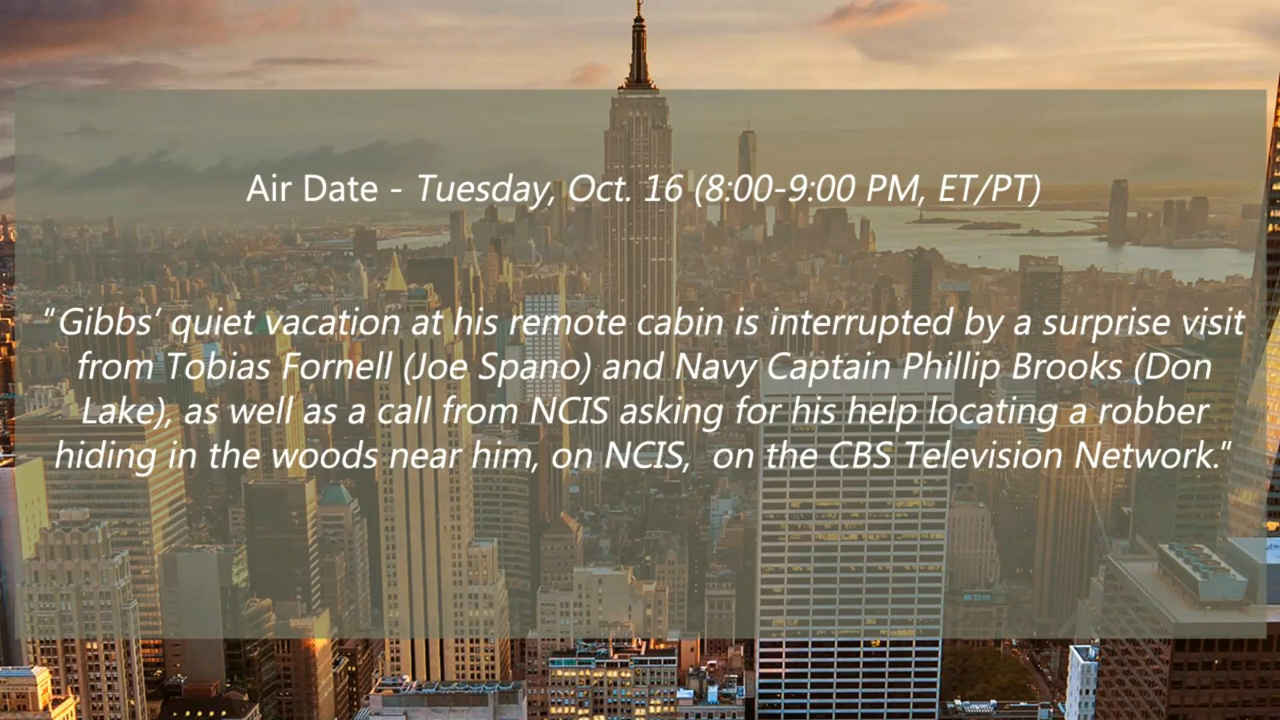 Air Date - Tuesday, Oct. 16 (8:00-9:00 PM, ET/PT)
"Gibbs’ quiet vacation at his remote cabin is interrupted by a surprise visit
from Tobias Fornell (Joe Spano) and Navy Captain Phillip Brooks (Don
Lake), as well as a call from NCIS asking for his help locating a robber
hiding in the woods near him, on NCIS,  on the CBS Television Network."